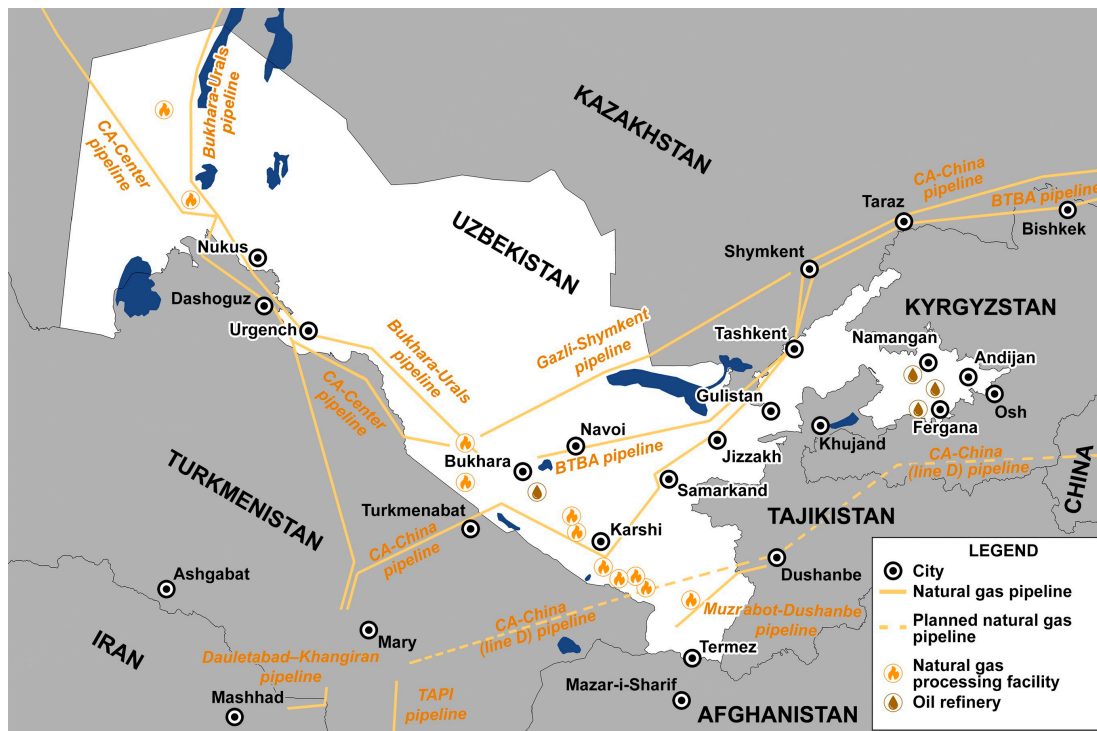 KAZAKHSTAN
Bukhara-Urals
pipeline
CA-Center
pipeline
CA-China
pipeline
BTBA pipeline
Taraz
Bishkek
UZBEKISTAN
Nukus
Shymkent
Dashoguz
Urgench
KYRGYZSTAN
Tashkent
Namangan
Andijan
Osh
Fergana
Gazli-Shymkent
pipeline
Bukhara-Urals
pipeline
CA-Center
pipeline
Gulistan
Khujand
Navoi
BTBA pipeline
Jizzakh
Bukhara
Samarkand
CA-China
(line D) pipeline
CHINA
TURKMENISTAN
Turkmenabat
CA-China
pipeline
Karshi
TAJIKISTAN
Dushanbe
Ashgabat
IRAN
Mary
CA-China
(line D) pipeline
Muzrabot-Dushanbe
pipeline
Dauletabad–Khangiran
pipeline
Mashhad
TAPI
pipeline
Termez
Mazar-i-Sharif
AFGHANISTAN
LEGEND
City
Natural gas pipeline
Planned natural gas
pipeline
Natural gas
processing facility
Oil refinery